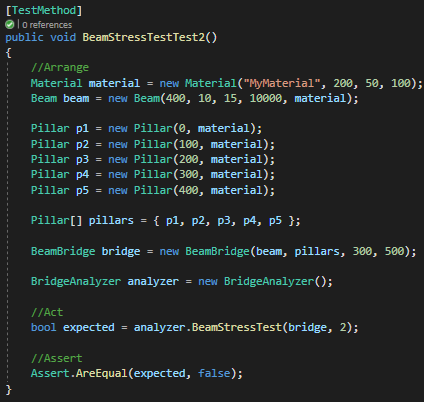 [TestMethod]
0 references
public void BeamStressTestTest2()
{
//Arrange
Material material = new Material("MyMaterial", 200, 50, 100);
Beam beam = new Beam(400, 10, 15, 10000, material);
Pillar p1 = new Pillar(0, material);
Pillar p2 = new Pillar(100, material);
Pillar p3 = new Pillar(200, material);
Pillar p4 = new Pillar(300, material);
Pillar p5 = new Pillar(400, material);
Pillar[] pillars = { p1, p2, p3, p4, p5 };
BeamBridge bridge = new BeamBridge(beam, pillars, 300, 500);
BridgeAnalyzer analyzer = new BridgeAnalyzer();
//Act
bool expected = analyzer.BeamStressTest(bridge, 2);
//Assert
Assert.AreEqual(expected, false);
}